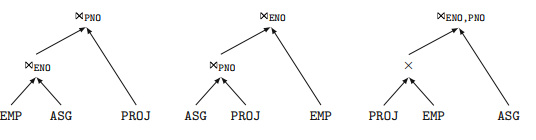 ⋈PNO ⋈ENO ⋈ENO,PNO
⋈ENO ⋈PNO ×
EMP ASG PROJ ASG PROJ EMP PROJ EMP ASG